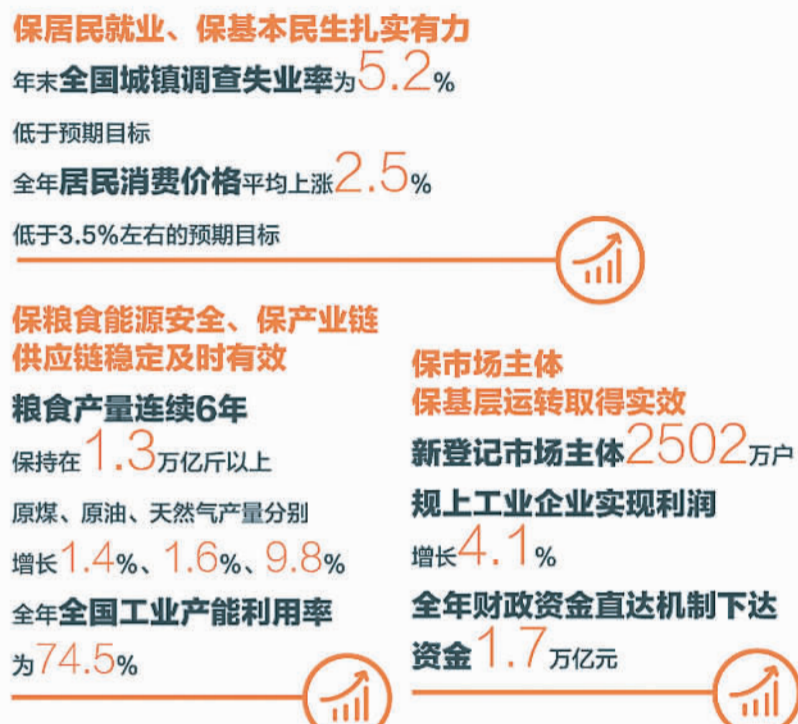 保居民就业、保基本民生扎实有力
年末全国城镇调查失业率为5.2%
低于预期目标
全年居民消费价格平均上涨2.5%
低于3.5%左右的预期目标
保粮食能源安全、保产业链
供应链稳定及时有效
粮食产量连续6年
保持在1.3万亿斤以上
原煤、原油、天然气产量分别
增长1.4%、1.6%、9.8%
全年全国工业产能利用率
为74.5%
保市场主体
保基层运转取得实效
新登记市场主体2502万户
规上工业企业实现利润
增长4.1%
全年财政资金直达机制下达
资金1.7万亿元